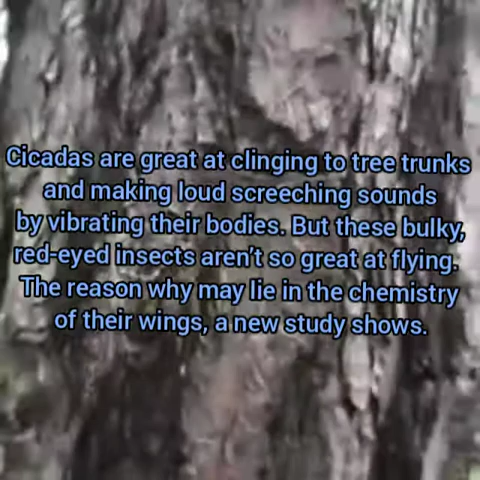 Cicadas are great at clinging to tree trunks
and making loud screeching sounds
by vibrating their bodies. But these bulky,
red-eyed insects aren't so great at flying.
The reason why may lie in the chemistry
of their wings, a new study shows.